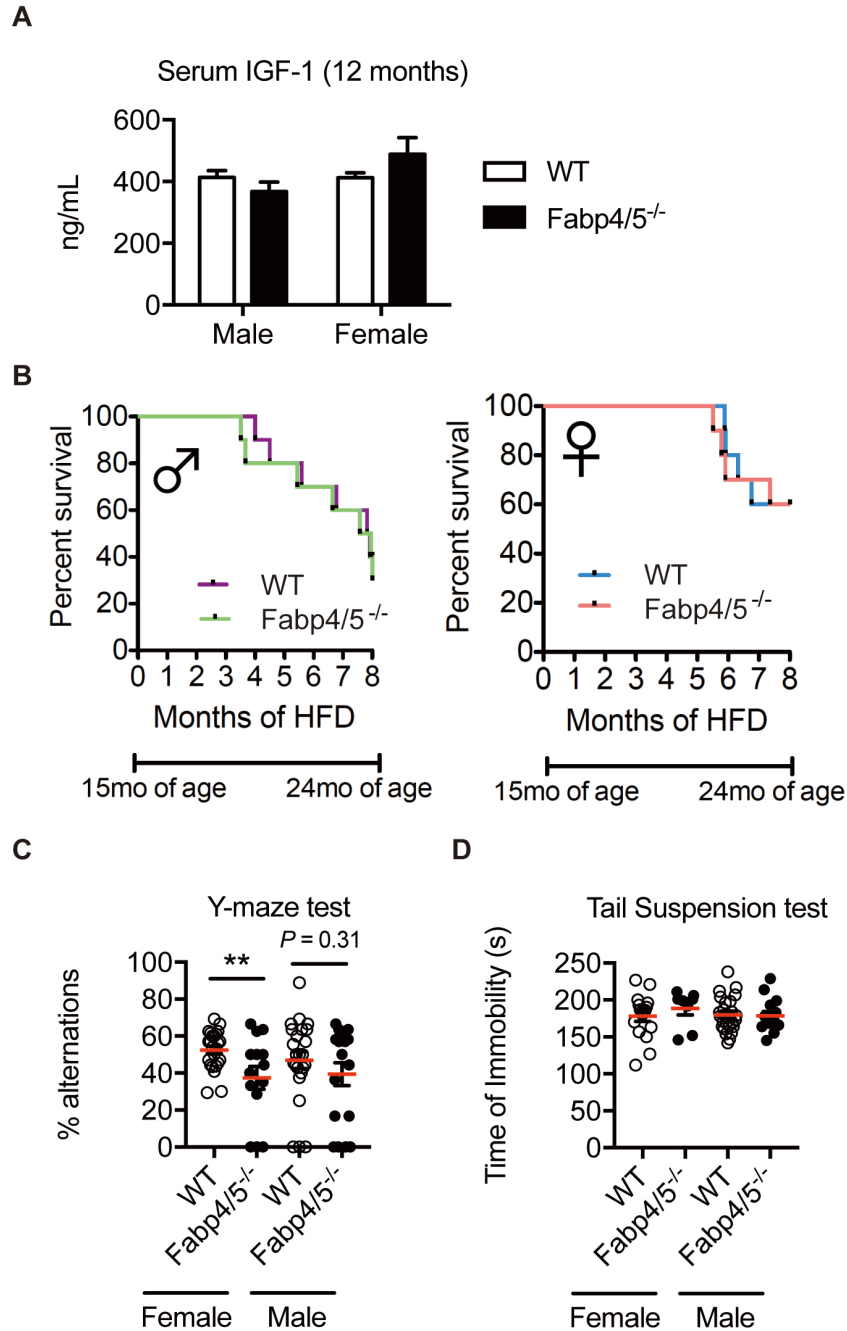 A
Serum IGF-1 (12 months)
600
400
200
0
ng/mL
Male
Female
WT
Fabp4/5-/-
B
100
80
60
40
20
0
Percent survival
WT
Fabp4/5-/-
0 1 2 3 4 5 6 7 8
Months of HFD
15mo of age
24mo of age
100
80
60
40
20
0
Percent survival
WT
Fabp4/5-/-
0 1 2 3 4 5 6 7 8
Months of HFD
15mo of age
24mo of age
C
Y-maze test
P = 0.31
**
100
80
60
40
20
0
% alternations
WT
Fabp4/5-/-
WT
Fabp4/5-/-
Female
Male
D
Tail Suspension test
250
200
150
100
50
0
Time of Immobility (s)
WT
Fabp4/5-/-
WT
Fabp4/5-/-
Female
Male